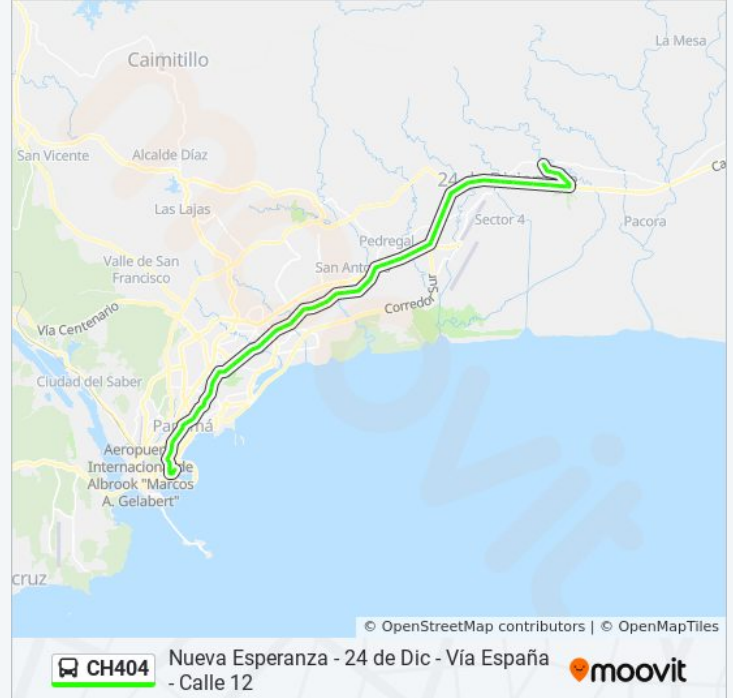 La Mesa
Caimitillo
San Vicente
Alcalde Díaz
24
Las Lajas
Sector 4
Pacora
Pedregal
Valle de San
Francisco
San
Corredor Sur
Vía Centenario
Ciudad del Saber
Panamá
Internacional de
Albrook "Marcos
A. Gelabert"
cruz
moovit
© OpenStreetMap contributors | © OpenMapTiles
CH404
Nueva Esperanza - 24 de Dic - Vía España
- Calle 12
moovit